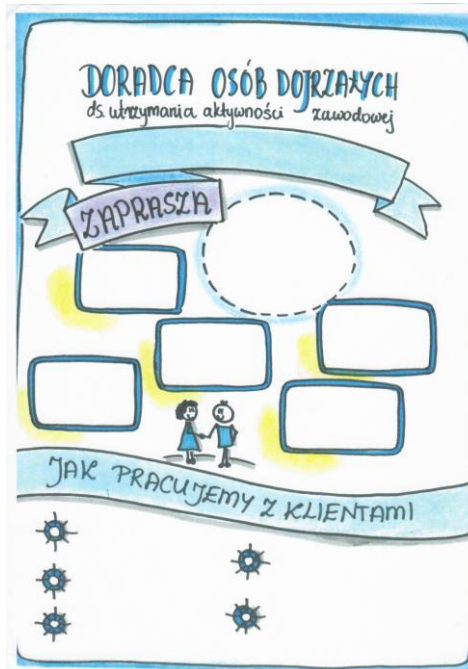 DORADCA OSÓB DOJRZAŁYCH
ds. utrzymania aktywności zawodowej
ZAPRASZA
JAK PRACUJEMY Z KLIENTAMI